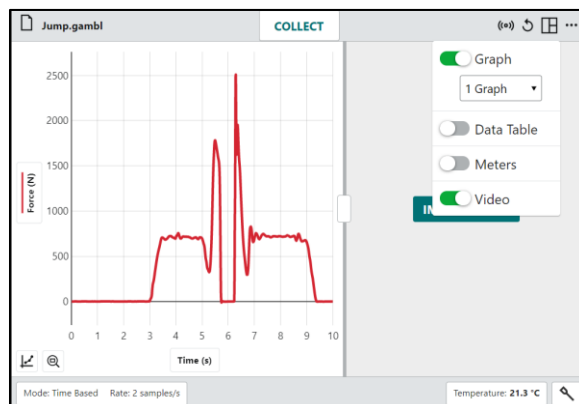 Jump.gambl
COLLECT
Graph
1 Graph
Data Table
Meters
Video
Force (N)
2500
2000
1500
1000
500
0
0 1 2 3 4 5 6 7 8 9 10
Time (s)
Mode: Time Based Rate: 2 samples/s
Temperature: 21.3 °C